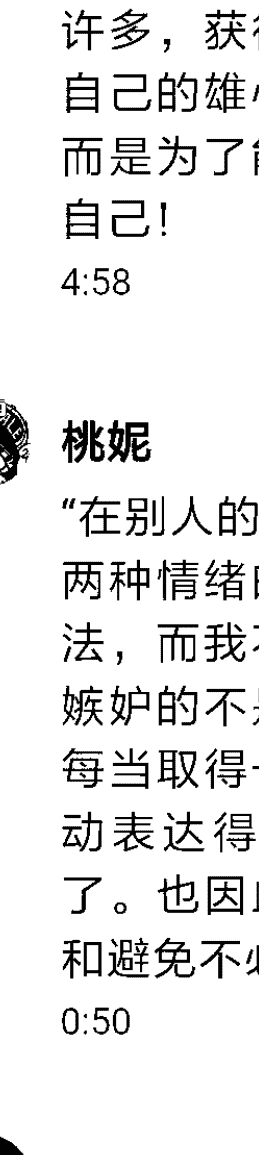 许多，获
自己的雄
而是为了
自己！
4:58
桃妮
“在别人的
两种情绪
法，而我
嫉妒的不
每当取得
动表达得
了。也因
和避免不
0:50